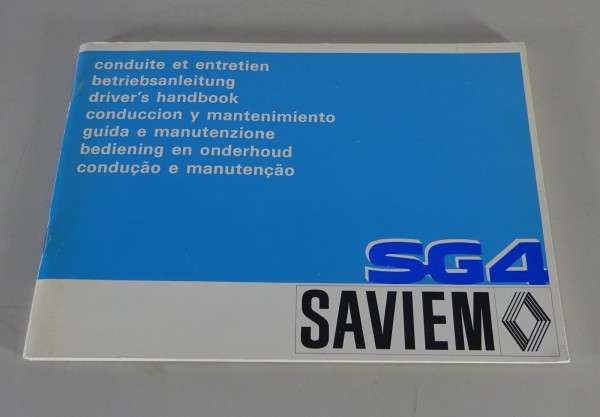 conduite et entretien
betriebsanleitung
driver's handbook
conduccion y mantenimiento
guida e manutenzione
bediening en onderhoud
condução e manutenção
SG4
SAVIEM